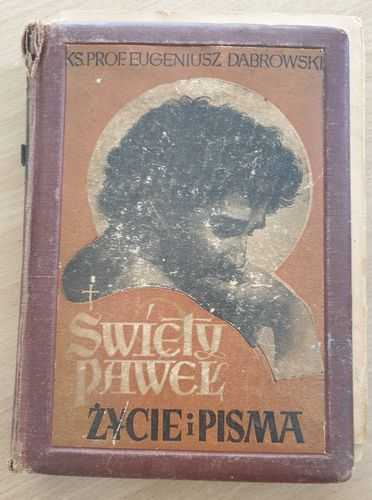 KS. PROF. EUGENIUSZ DĄBROWSKI
Święty
PAWEŁ
ŻYCIE i PISMA